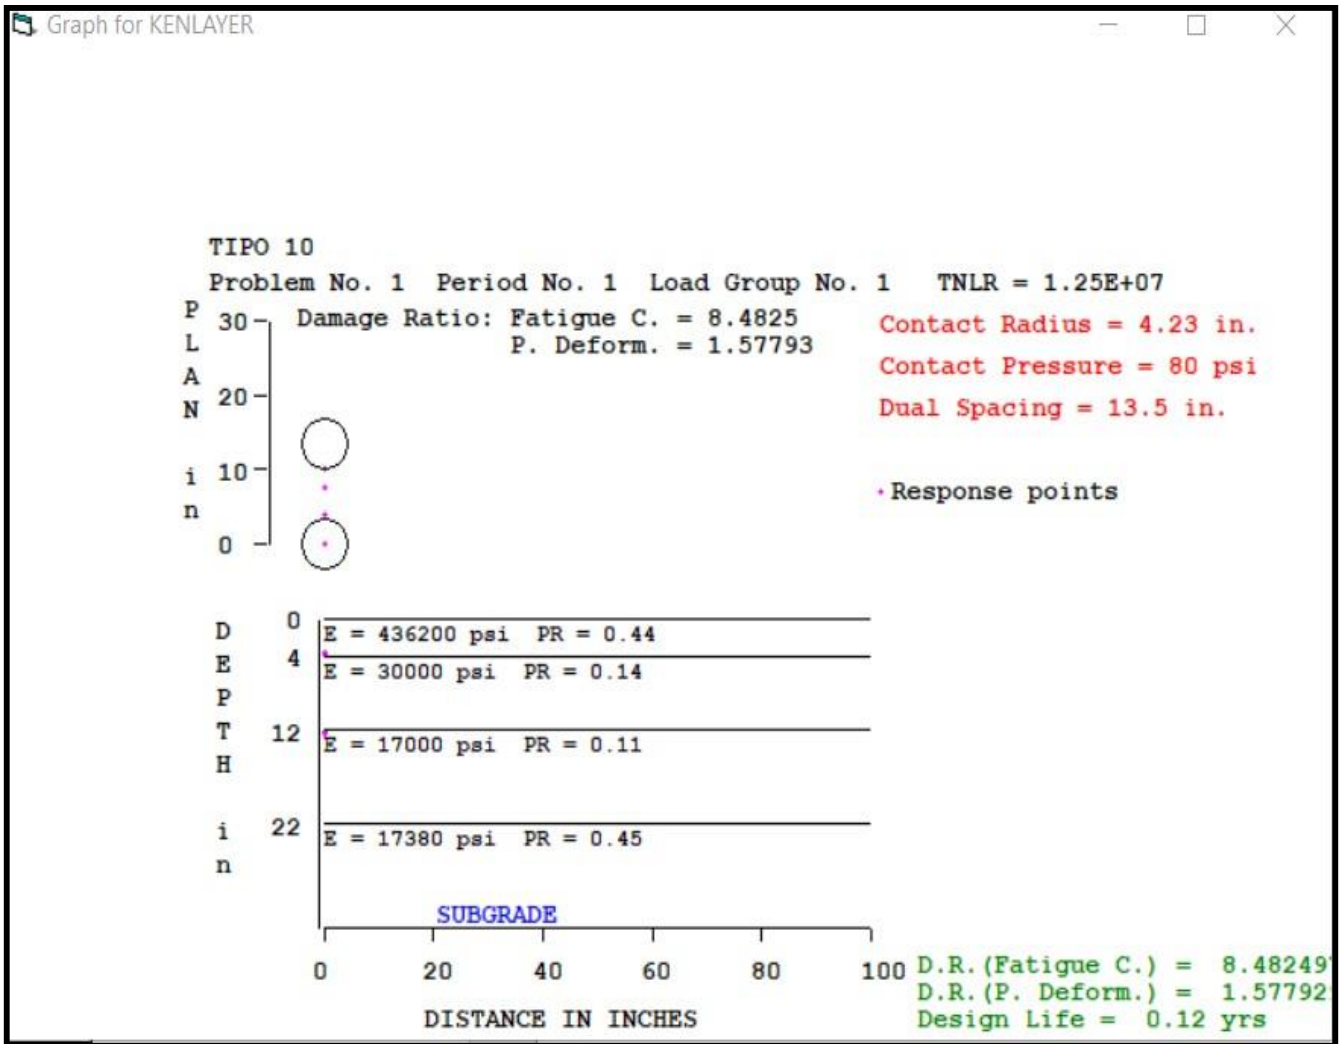 Graph for KENLAYER
TIPO 10
Problem No. 1 Period No. 1 Load Group No. 1 TNLR = 1.25E+07
Damage Ratio: Fatigue C. = 8.4825
P. Deform. = 1.57793
Contact Radius = 4.23 in.
Contact Pressure = 80 psi
Dual Spacing = 13.5 in.
Response points
PLAN in
30
20
10
0
DEPTH in
0
E = 436200 psi PR = 0.44
4
E = 30000 psi PR = 0.14
12
E = 17000 psi PR = 0.11
22
E = 17380 psi PR = 0.45
SUBGRADE
0 20 40 60 80 100
DISTANCE IN INCHES
D.R.(Fatigue C.) = 8.48249
D.R.(P. Deform.) = 1.57792
Design Life = 0.12 yrs